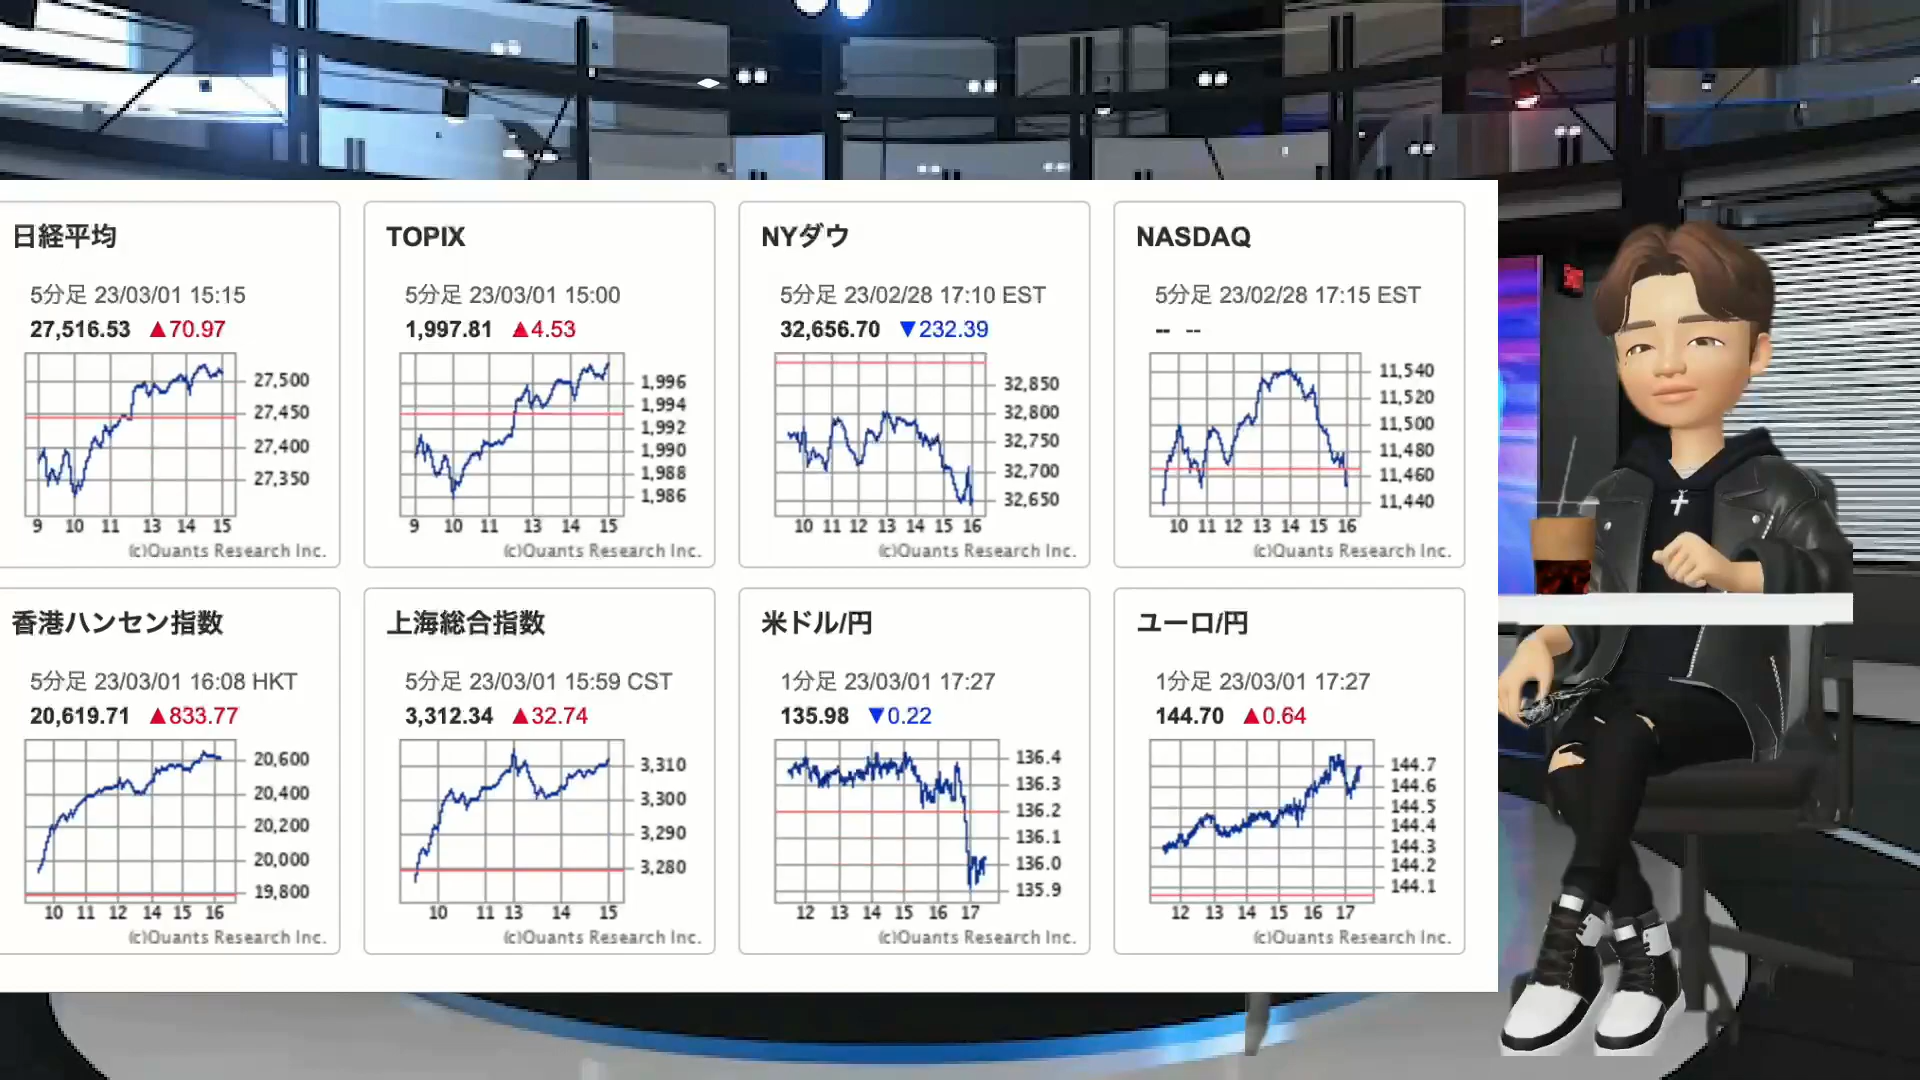 日経平均
5分足 23/03/01 15:15
27,516.53 ▲70.97
27,500
27,450
27,400
27,350
9 10 11 13 14 15
(c)Quants Research Inc.
TOPIX
5分足 23/03/01 15:00
1,997.81 ▲4.53
1,996
1,994
1,992
1,990
1,988
1,986
9 10 11 13 14 15
(c)Quants Research Inc.
NYダウ
5分足 23/02/28 17:10 EST
32,656.70 ▼232.39
32,850
32,800
32,750
32,700
32,650
10 11 12 13 14 15 16
(c)Quants Research Inc.
NASDAQ
5分足 23/02/28 17:15 EST
-- --
11,540
11,520
11,500
11,480
11,460
11,440
10 11 12 13 14 15 16
(c)Quants Research Inc.
香港ハンセン指数
5分足 23/03/01 16:08 HKT
20,619.71 ▲833.77
20,600
20,400
20,200
20,000
19,800
10 11 12 14 15 16
(c)Quants Research Inc.
上海総合指数
5分足 23/03/01 15:59 CST
3,312.34 ▲32.74
3,310
3,300
3,290
3,280
10 11 13 14 15
(c)Quants Research Inc.
米ドル/円
1分足 23/03/01 17:27
135.98 ▼0.22
136.4
136.3
136.2
136.1
136.0
135.9
12 13 14 15 16 17
(c)Quants Research Inc.
ユーロ/円
1分足 23/03/01 17:27
144.70 ▲0.64
144.7
144.6
144.5
144.4
144.3
144.2
144.1
12 13 14 15 16 17
(c)Quants Research Inc.